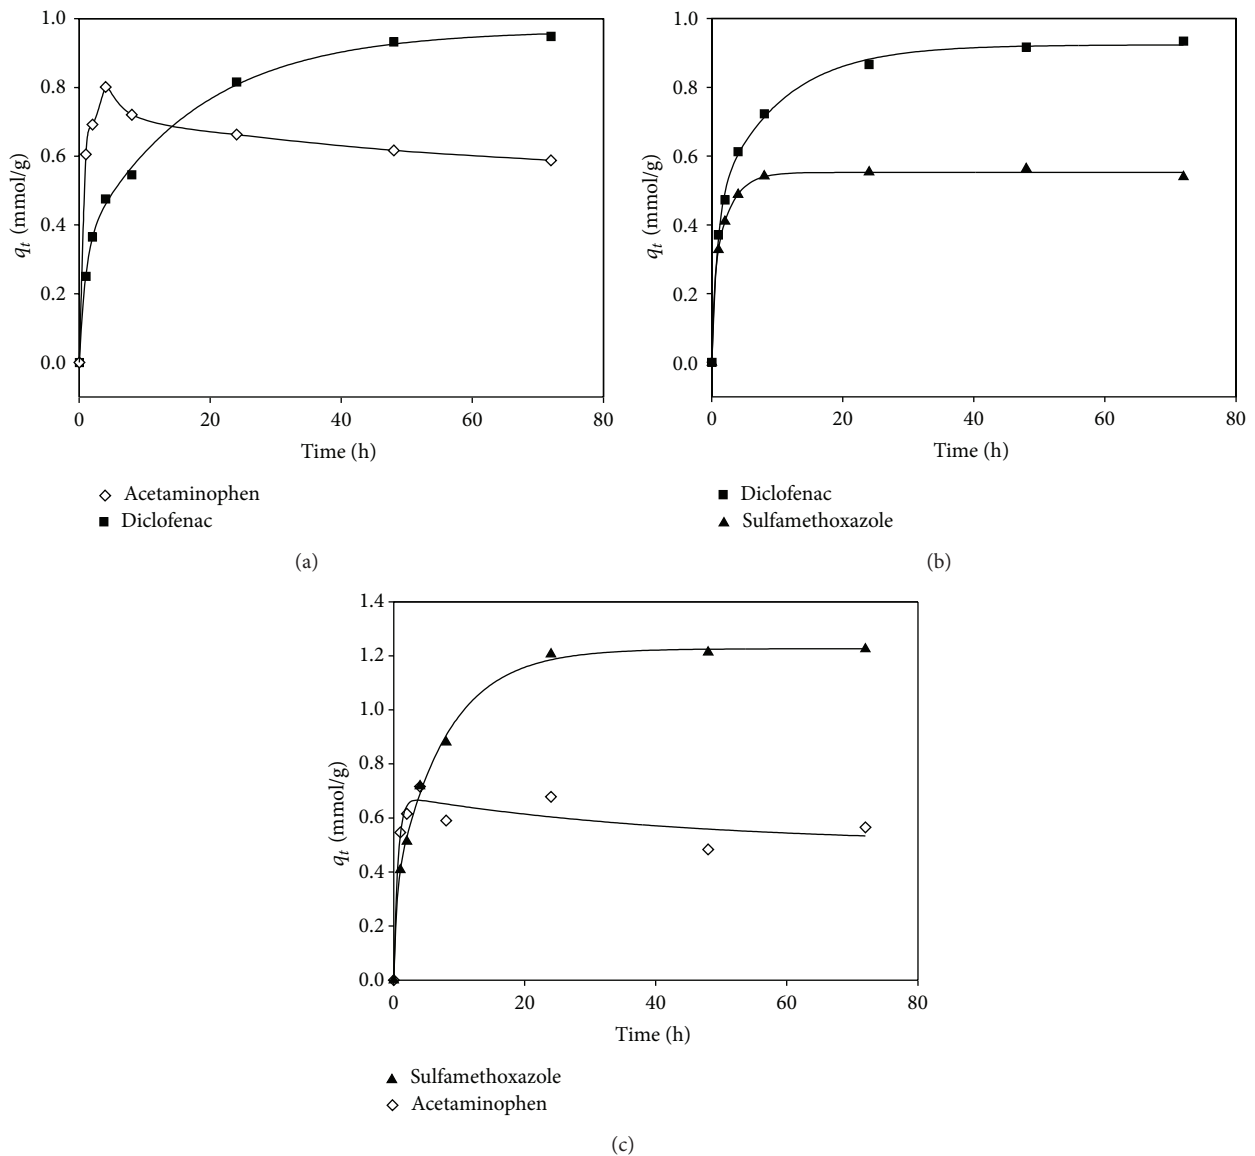 1.0
0.8
0.6
0.4
0.2
0.0
q_t (mmol/g)
0 20 40 60 80
Time (h)
Acetaminophen
Diclofenac
(a)
1.0
0.8
0.6
0.4
0.2
0.0
q_t (mmol/g)
0 20 40 60 80
Time (h)
Diclofenac
Sulfamethoxazole
(b)
1.4
1.2
1.0
0.8
0.6
0.4
0.2
0.0
q_t (mmol/g)
0 20 40 60 80
Time (h)
Sulfamethoxazole
Acetaminophen
(c)